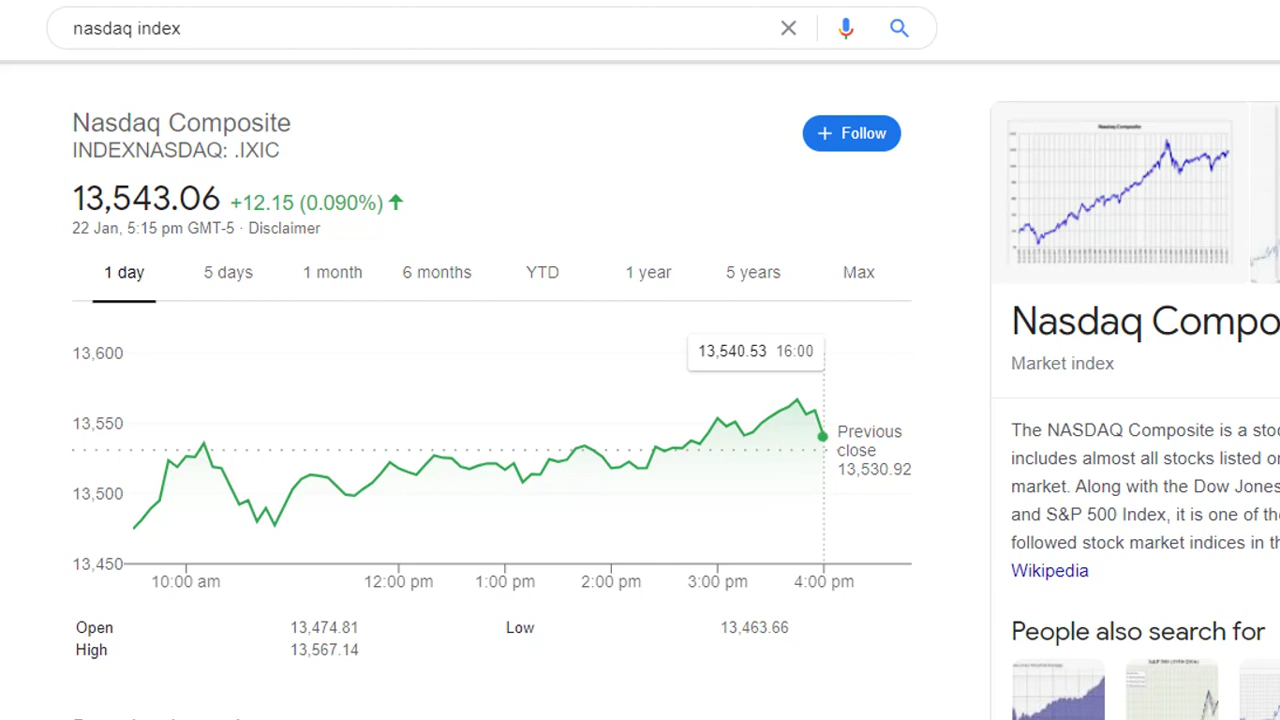 nasdaq index
Nasdaq Composite
INDEXNASDAQ: .IXIC
+ Follow
13,543.06 +12.15 (0.090%)
22 Jan, 5:15 pm GMT-5 · Disclaimer
1 day 5 days 1 month 6 months YTD 1 year 5 years Max
13,600
13,540.53 16:00
13,550
Previous
close
13,530.92
13,500
13,450
10:00 am 12:00 pm 1:00 pm 2:00 pm 3:00 pm 4:00 pm
Open 13,474.81 Low 13,463.66
High 13,567.14
Nasdaq Composite
Nasdaq Compo
Market index
The NASDAQ Composite is a stoc
includes almost all stocks listed o
market. Along with the Dow Jones
and S&P 500 Index, it is one of the
followed stock market indices in th
Wikipedia
People also search for